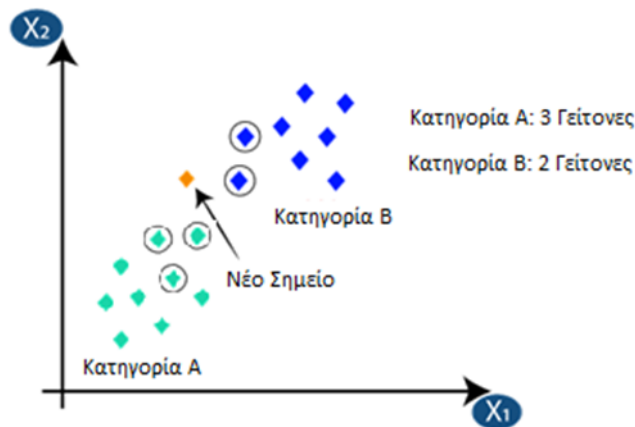 X₂
Κατηγορία Α: 3 Γείτονες
Κατηγορία Β: 2 Γείτονες
Κατηγορία Β
Νέο Σημείο
Κατηγορία Α
X₁